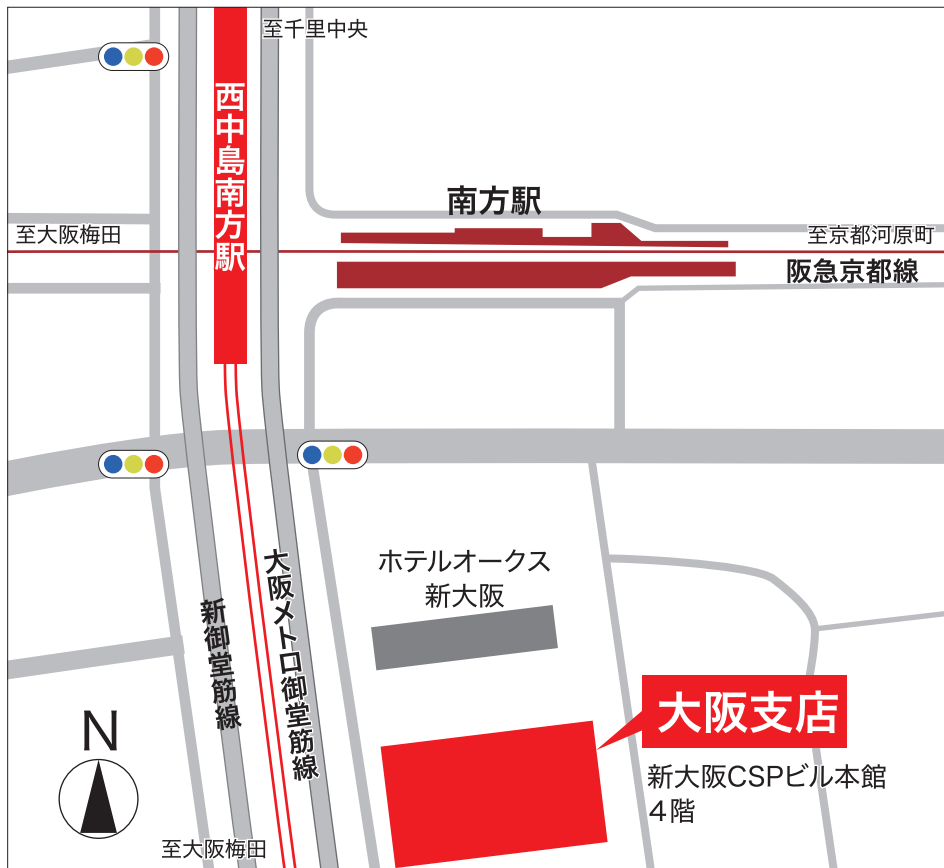 至千里中央
西中島南方駅
南方駅
至大阪梅田
至京都河原町
阪急京都線
ホテルオークス
新大阪
大阪メトロ御堂筋線
新御堂筋線
大阪支店
N
新大阪CSPビル本館
4階
至大阪梅田